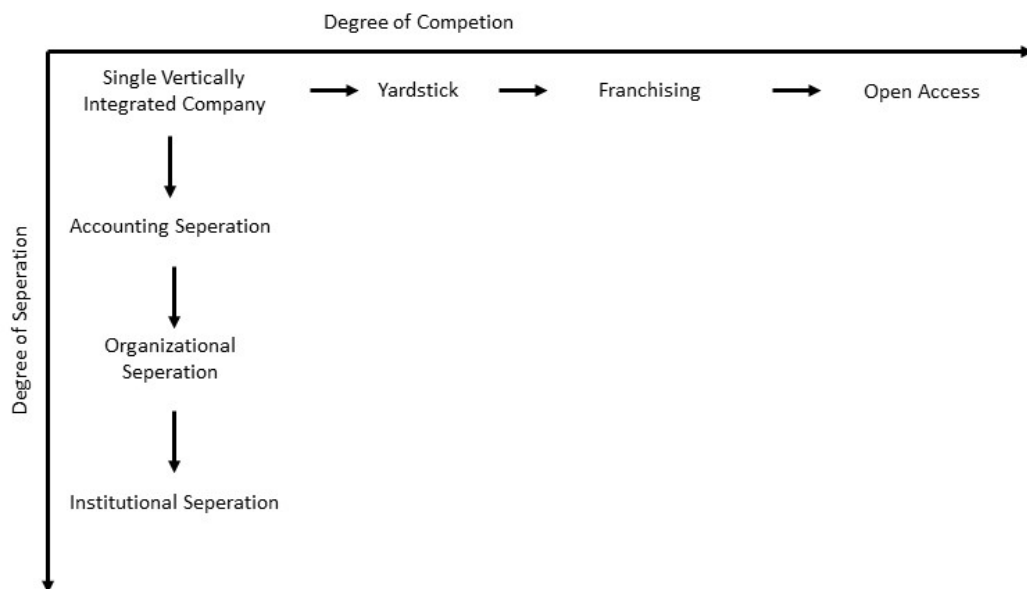 Degree of Competion
Single Vertically
Integrated Company
Yardstick
Franchising
Open Access
Accounting Seperation
Degree of Seperation
Organizational
Seperation
Institutional Seperation